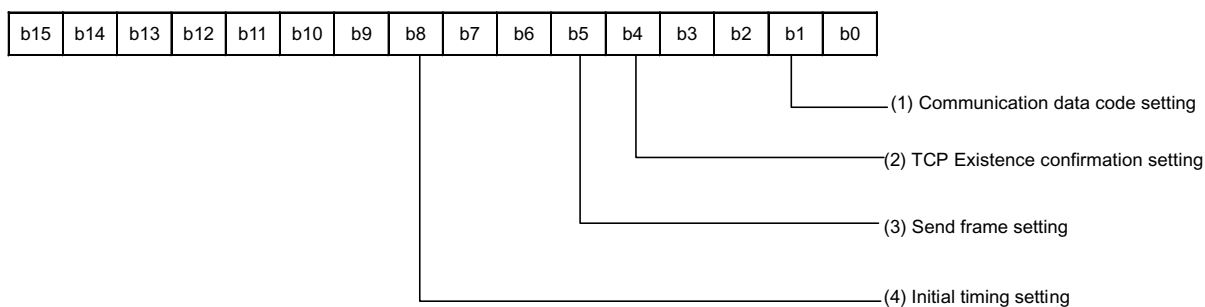 b15 b14 b13 b12 b11 b10 b9 b8 b7 b6 b5 b4 b3 b2 b1 b0
(1) Communication data code setting
(2) TCP Existence confirmation setting
(3) Send frame setting
(4) Initial timing setting